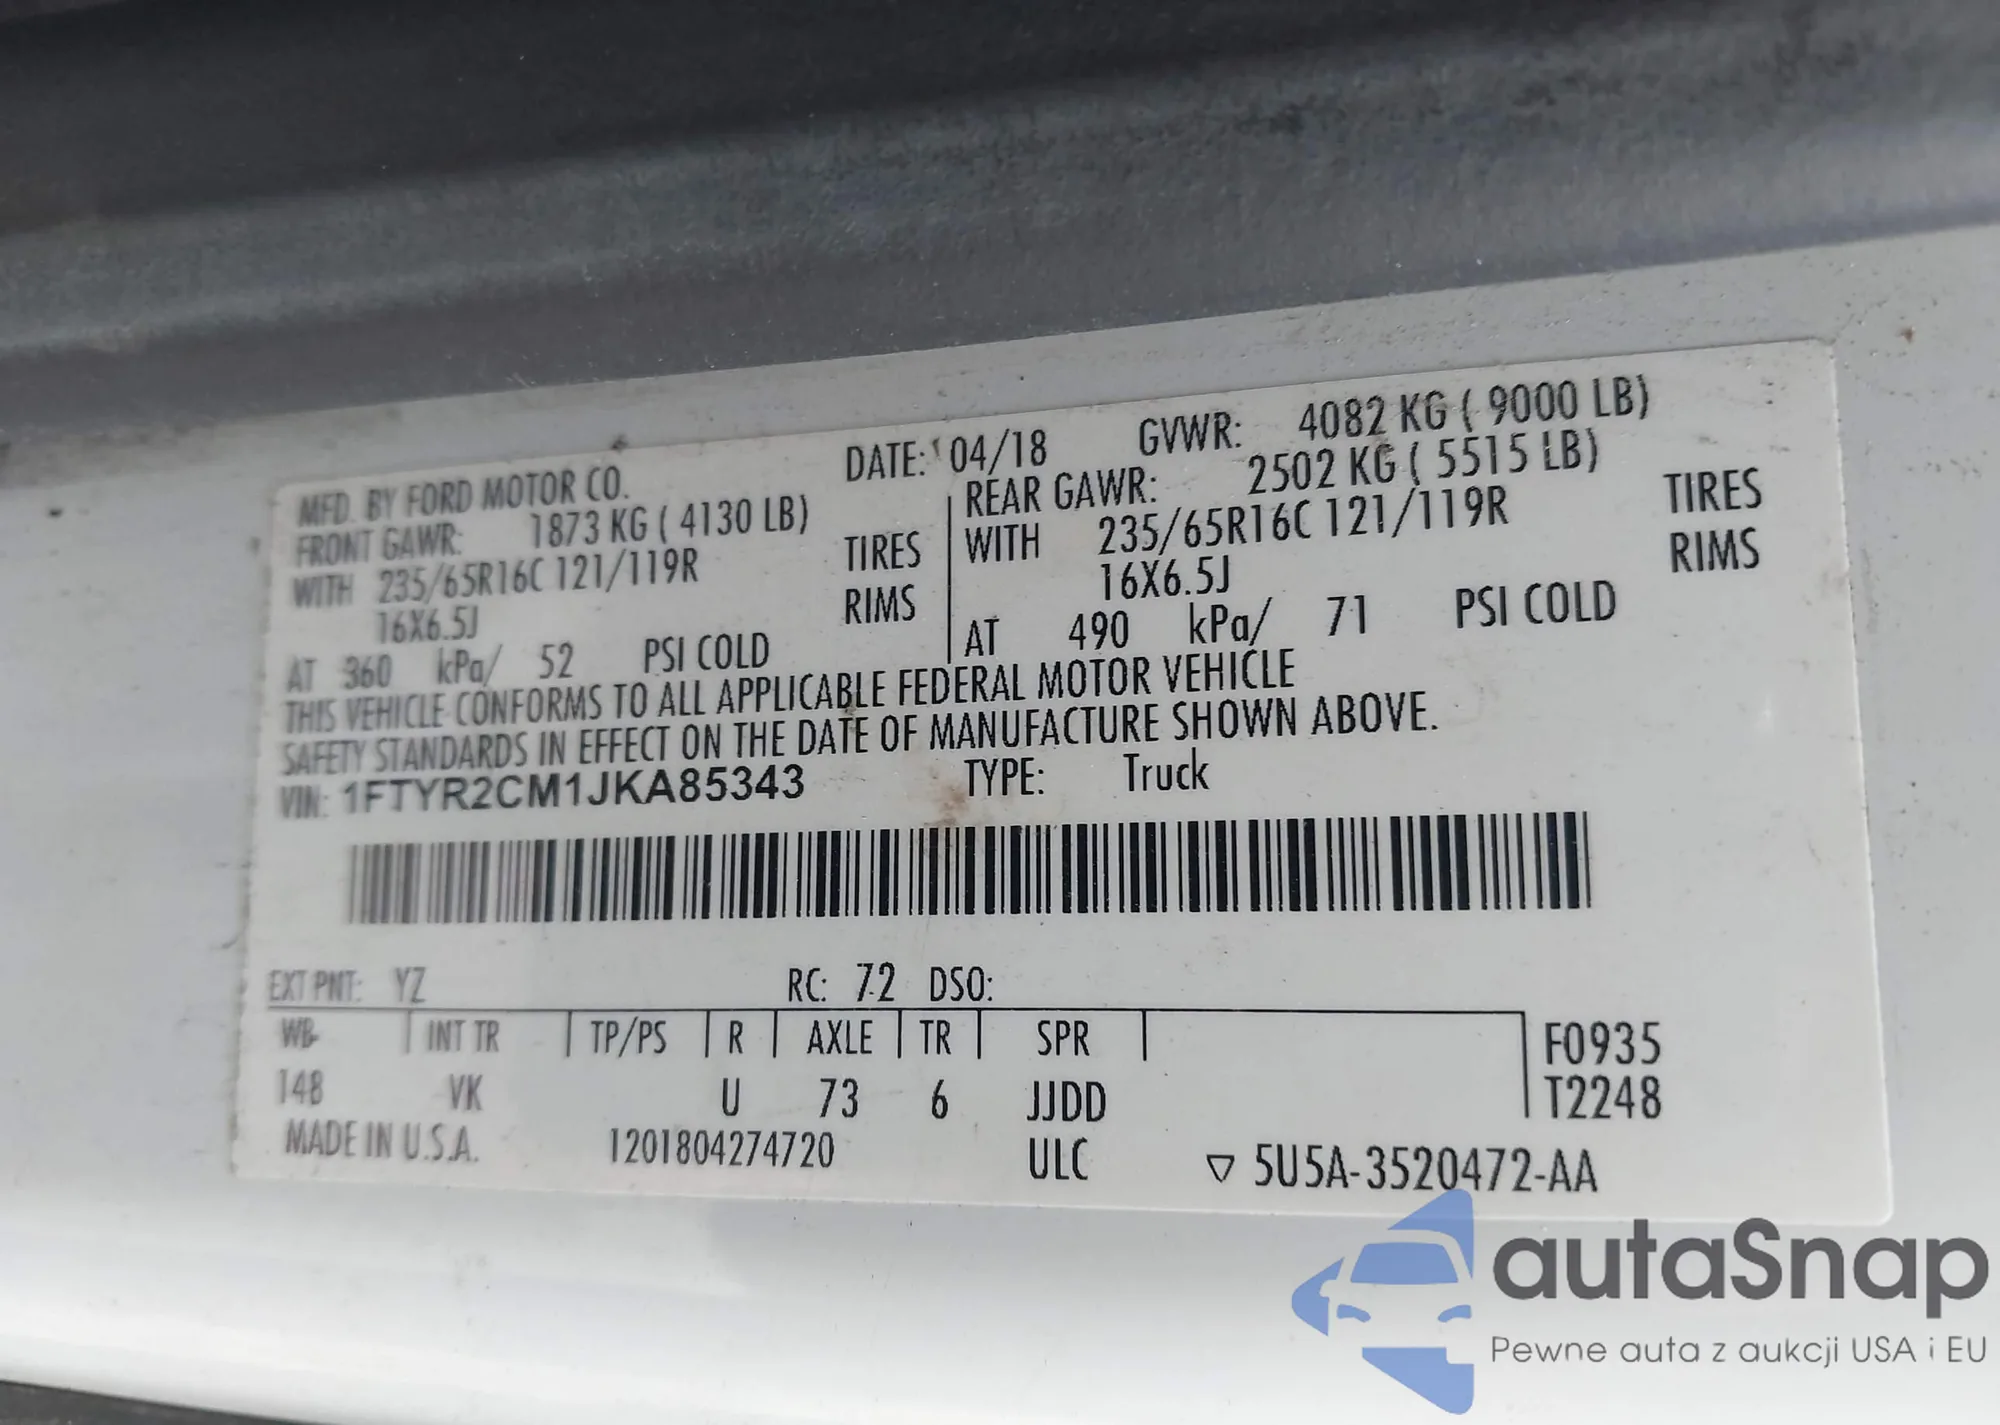 MFD. BY FORD MOTOR CO. DATE: 04/18 GVWR: 4082 KG ( 9000 LB)
FRONT GAWR: 1873 KG ( 4130 LB) REAR GAWR: 2502 KG ( 5515 LB)
WITH 235/65R16C 121/119R TIRES WITH 235/65R16C 121/119R TIRES
16X6.5J RIMS 16X6.5J RIMS
AT 360 kPa/ 52 PSI COLD AT 490 kPa/ 71 PSI COLD
THIS VEHICLE CONFORMS TO ALL APPLICABLE FEDERAL MOTOR VEHICLE
SAFETY STANDARDS IN EFFECT ON THE DATE OF MANUFACTURE SHOWN ABOVE.
VIN: 1FTYR2CM1JKA85343 TYPE: Truck
EXT PNT: YZ RC: 72 DSO:
WB INT TR TP/PS R AXLE TR SPR F0935
148 VK U 73 6 JJDD T2248
MADE IN U.S.A. 1201804274720 ULC ▽ 5U5A-3520472-AA
autaSnap
Pewne auta z aukcji USA i EU